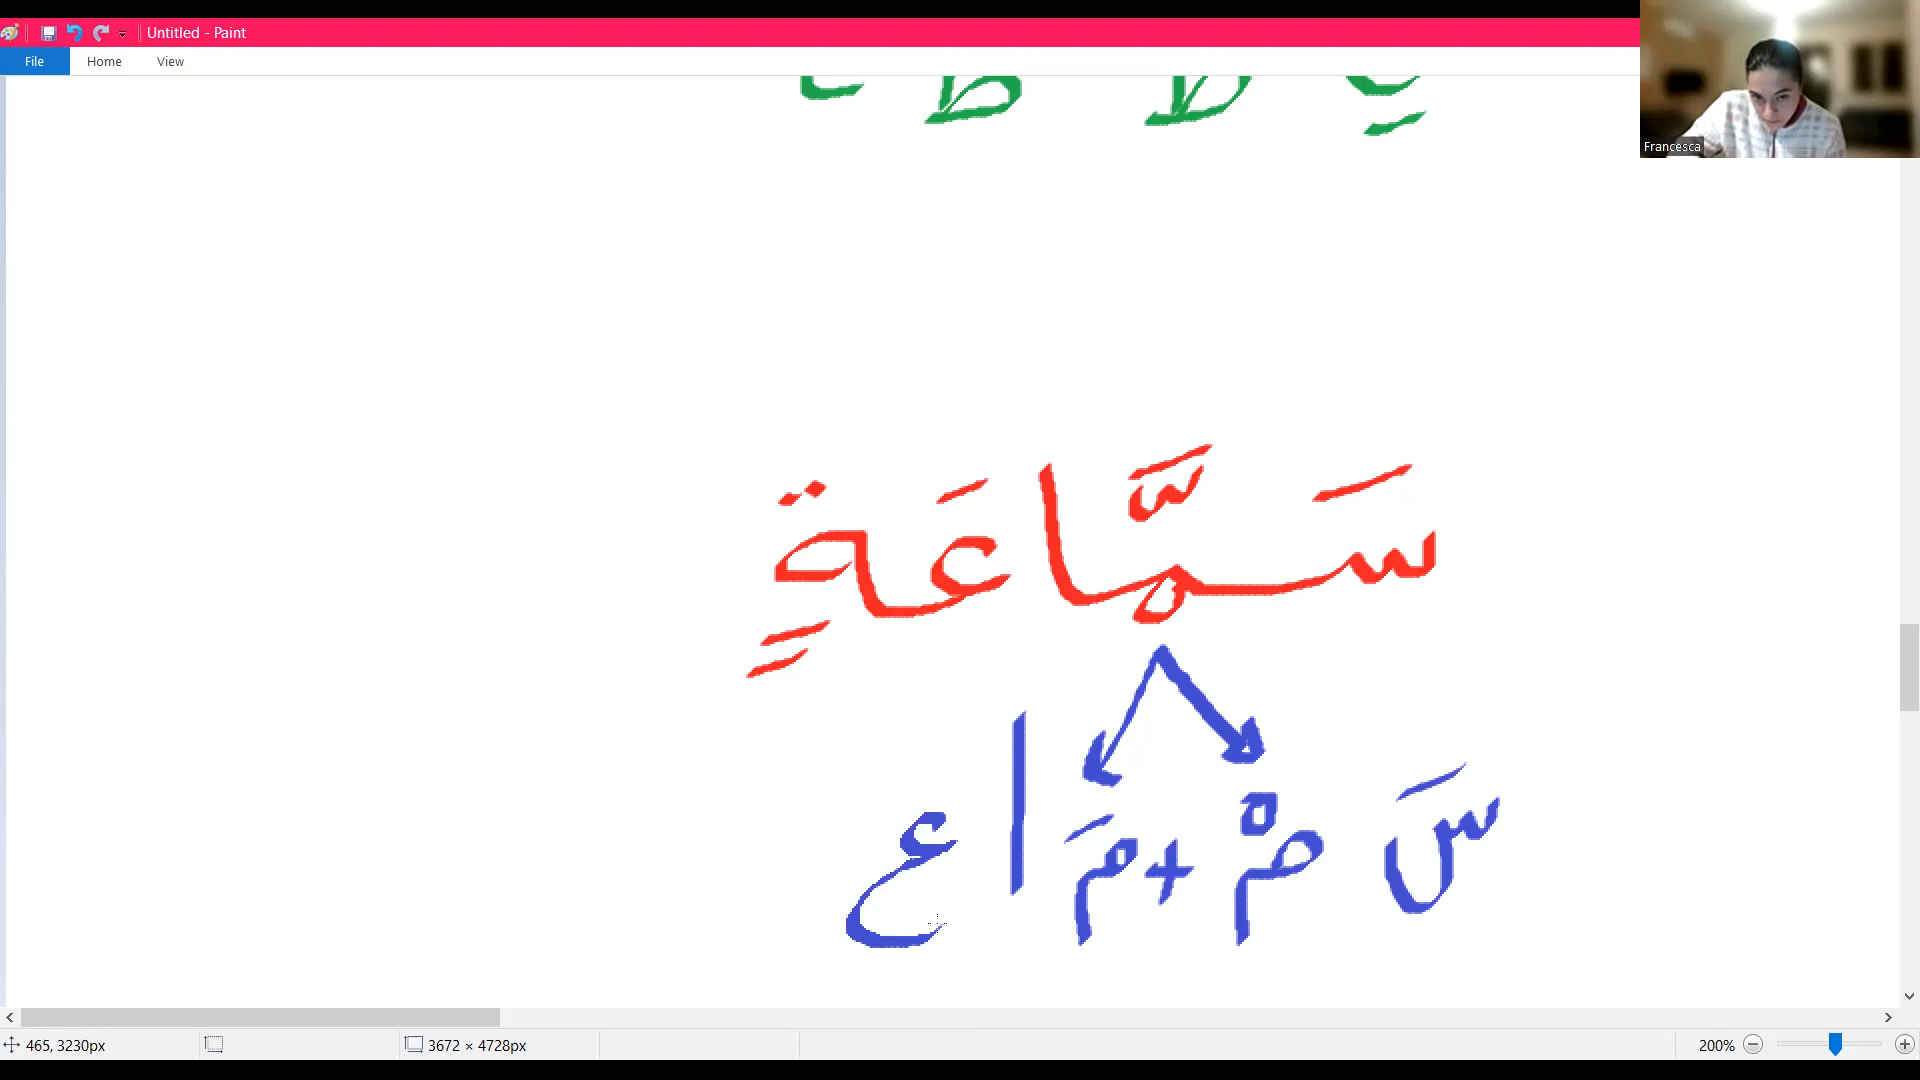 Untitled - Paint
File Home View
Francesca
سَمَّاعَةٍ
سَ مْ + مَ ا ع
465, 3230px
3672 × 4728px
200%